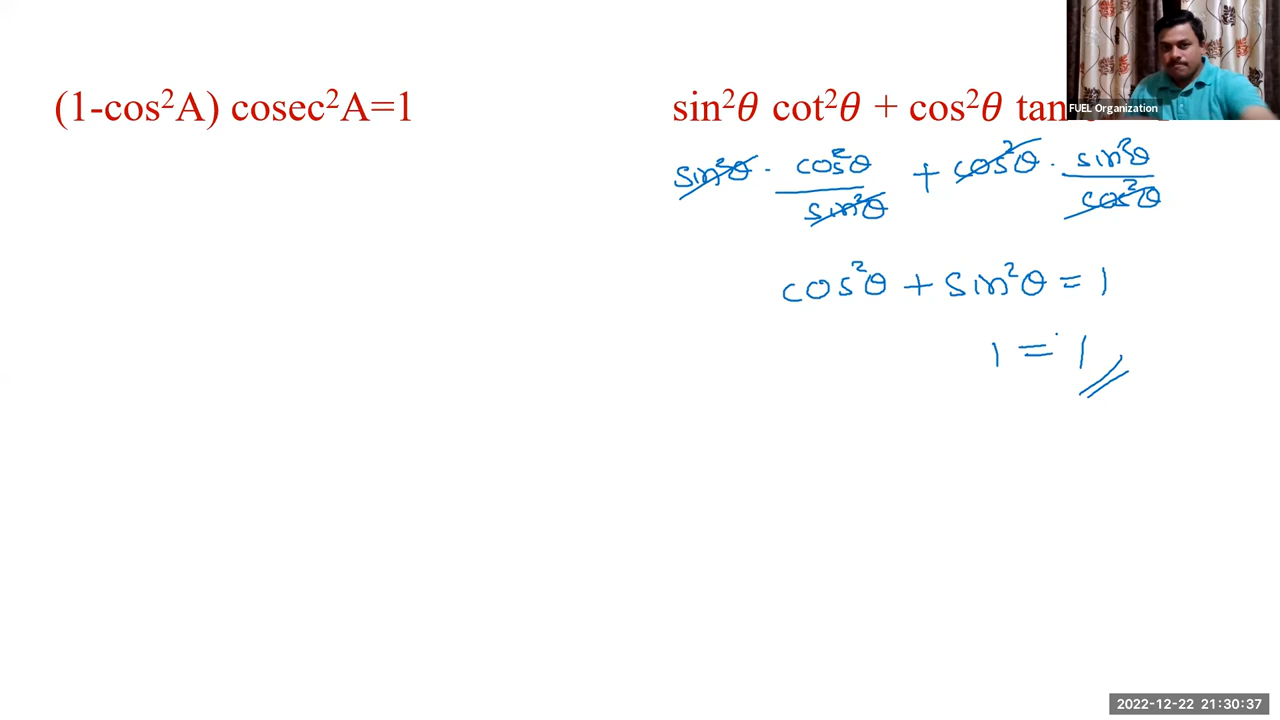 (1-cos²A) cosec²A=1
sin²θ cot²θ + cos²θ tan
FUEL Organization
sin²θ · cos²θ/sin²θ + cos²θ · sin²θ/cos²θ
cos²θ + sin²θ = 1
1 = 1
2022-12-22 21:30:37